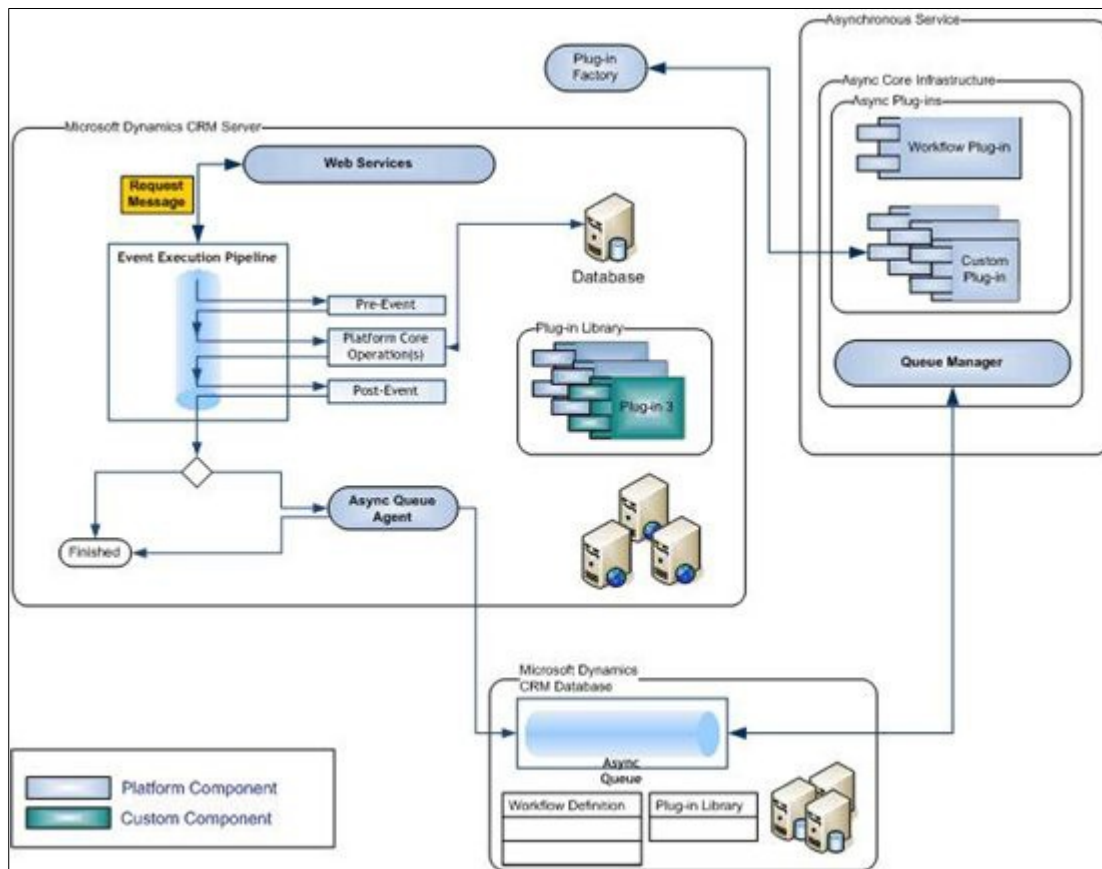 Asynchronous Service
Plug-in
Factory
Async Core Infrastructure
Async Plug-ins
Workflow Plug-in
Custom
Plug-in
Queue Manager
Microsoft Dynamics CRM Server
Web Services
Request
Message
Event Execution Pipeline
Pre-Event
Platform Core
Operation(s)
Post-Event
Database
Plug-in Library
Plug-in 3
Async Queue
Agent
Finished
Microsoft Dynamics
CRM Database
Async
Queue
Workflow Definition
Plug-in Library
Platform Component
Custom Component